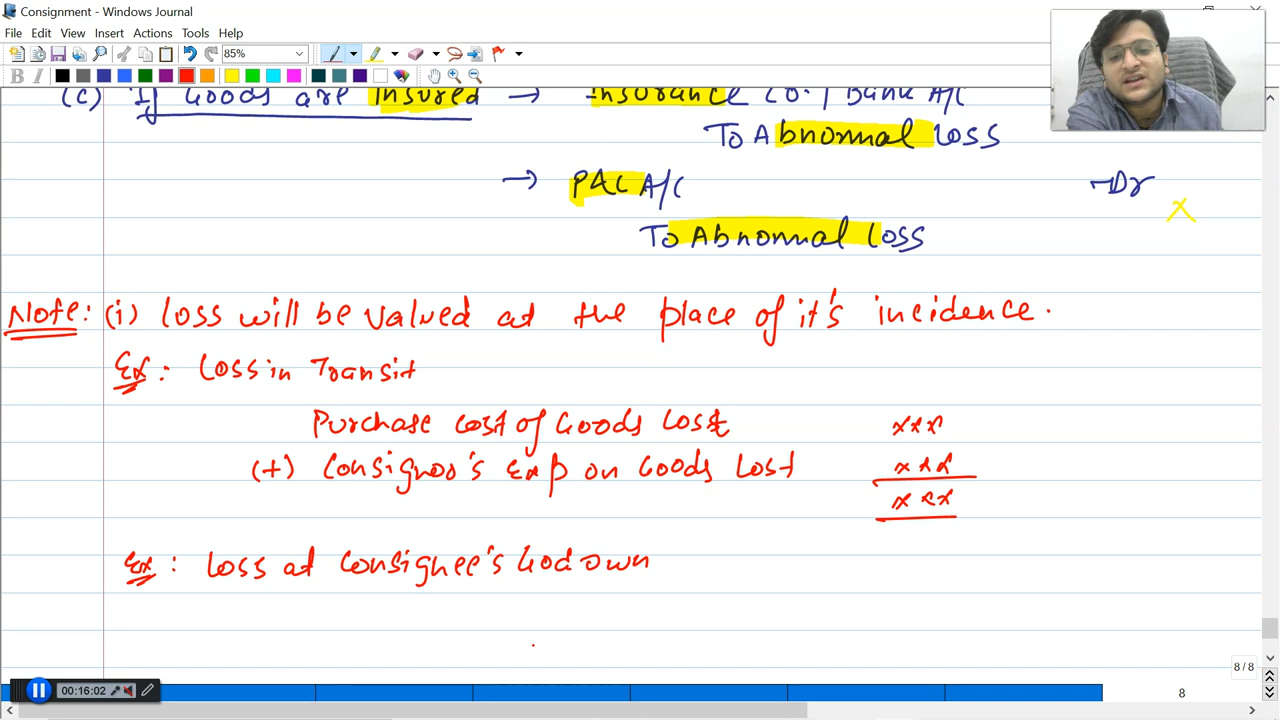 Consignment - Windows Journal
File Edit View Insert Actions Tools Help
85%
B I
(c) If Goods are insured → Insurance Co. / Bank A/C
To Abnormal Loss
→ P&L A/C -Dr
x
To Abnonmal Loss
Note: (i) Loss will be valued at the place of it's incidence.
Ex: Loss in Transit
Purchase cost of Goods Lost xxx
(+) Consignor's Exp on Goods Lost xxx
xxx
Ex: Loss at Consignee's Godown
8 / 8
00:16:02
8